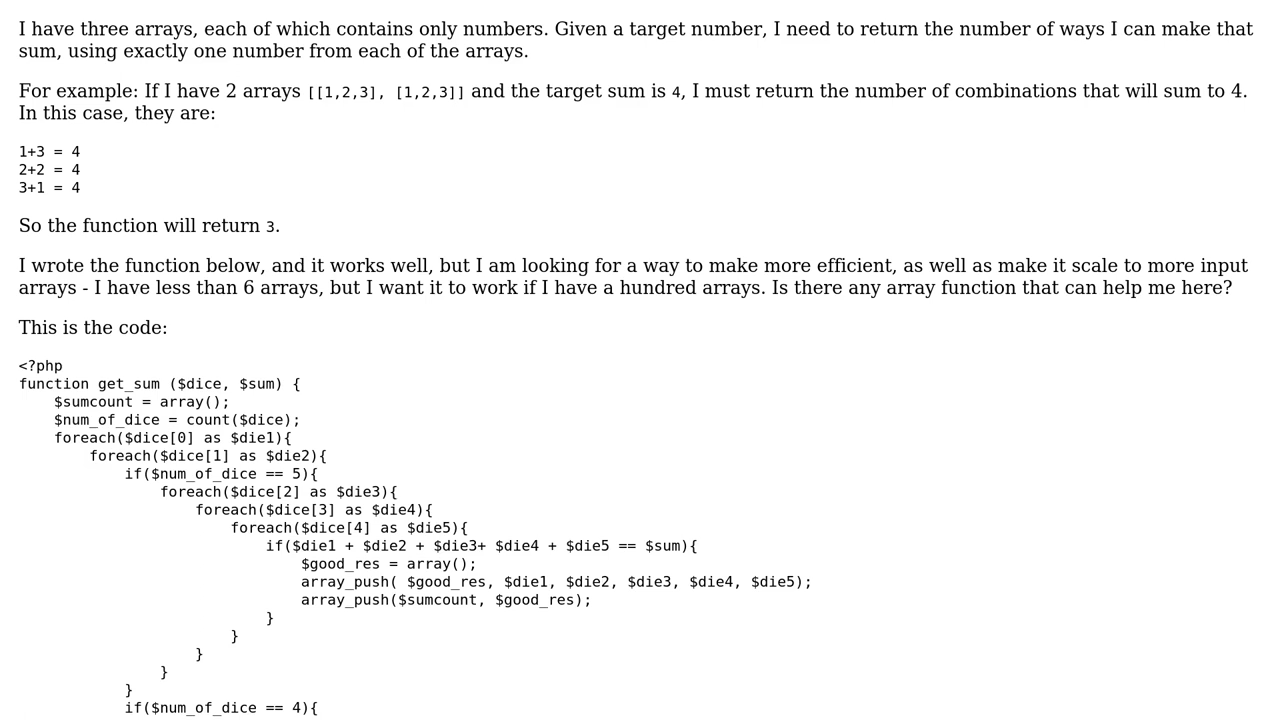 I have three arrays, each of which contains only numbers. Given a target number, I need to return the number of ways I can make that
sum, using exactly one number from each of the arrays.
For example: If I have 2 arrays [[1,2,3], [1,2,3]] and the target sum is 4, I must return the number of combinations that will sum to 4.
In this case, they are:
1+3 = 4
2+2 = 4
3+1 = 4
So the function will return 3.
I wrote the function below, and it works well, but I am looking for a way to make more efficient, as well as make it scale to more input
arrays - I have less than 6 arrays, but I want it to work if I have a hundred arrays. Is there any array function that can help me here?
This is the code:
<?php
function get_sum ($dice, $sum) {
    $sumcount = array();
    $num_of_dice = count($dice);
    foreach($dice[0] as $die1){
        foreach($dice[1] as $die2){
            if($num_of_dice == 5){
                foreach($dice[2] as $die3){
                    foreach($dice[3] as $die4){
                        foreach($dice[4] as $die5){
                            if($die1 + $die2 + $die3+ $die4 + $die5 == $sum){
                                $good_res = array();
                                array_push( $good_res, $die1, $die2, $die3, $die4, $die5);
                                array_push($sumcount, $good_res);
                            }
                        }
                    }
                }
            }
            if($num_of_dice == 4){